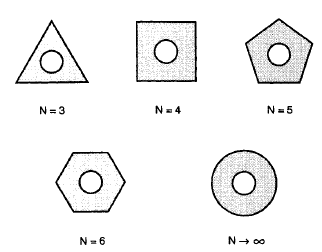 N = 3
N = 4
N = 5
N = 6
N → ∞